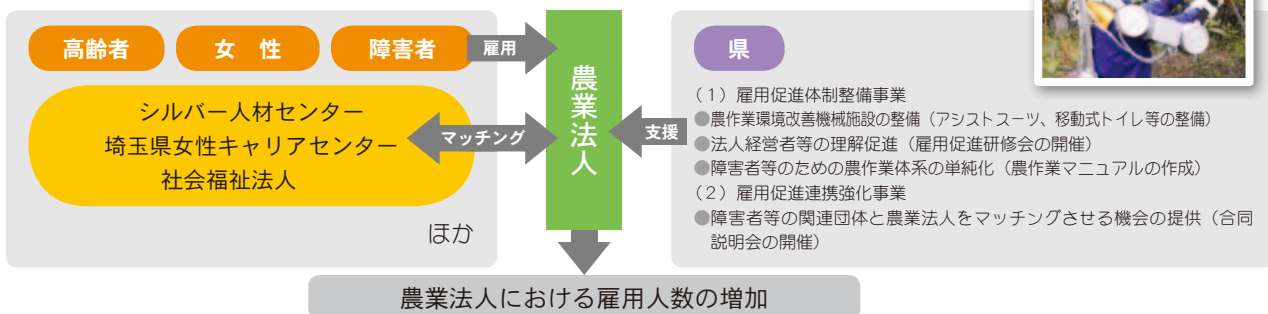 高齢者
女 性
障害者
雇用
シルバー人材センター
埼玉県女性キャリアセンター
社会福祉法人
マッチング
ほか
農業法人
支援
県
（1）雇用促進体制整備事業
●農作業環境改善機械施設の整備（アシストスーツ、移動式トイレ等の整備）
●法人経営者等の理解促進（雇用促進研修会の開催）
●障害者等のための農作業体系の単純化（農作業マニュアルの作成）
（2）雇用促進連携強化事業
●障害者等の関連団体と農業法人をマッチングさせる機会の提供（合同
説明会の開催）
農業法人における雇用人数の増加